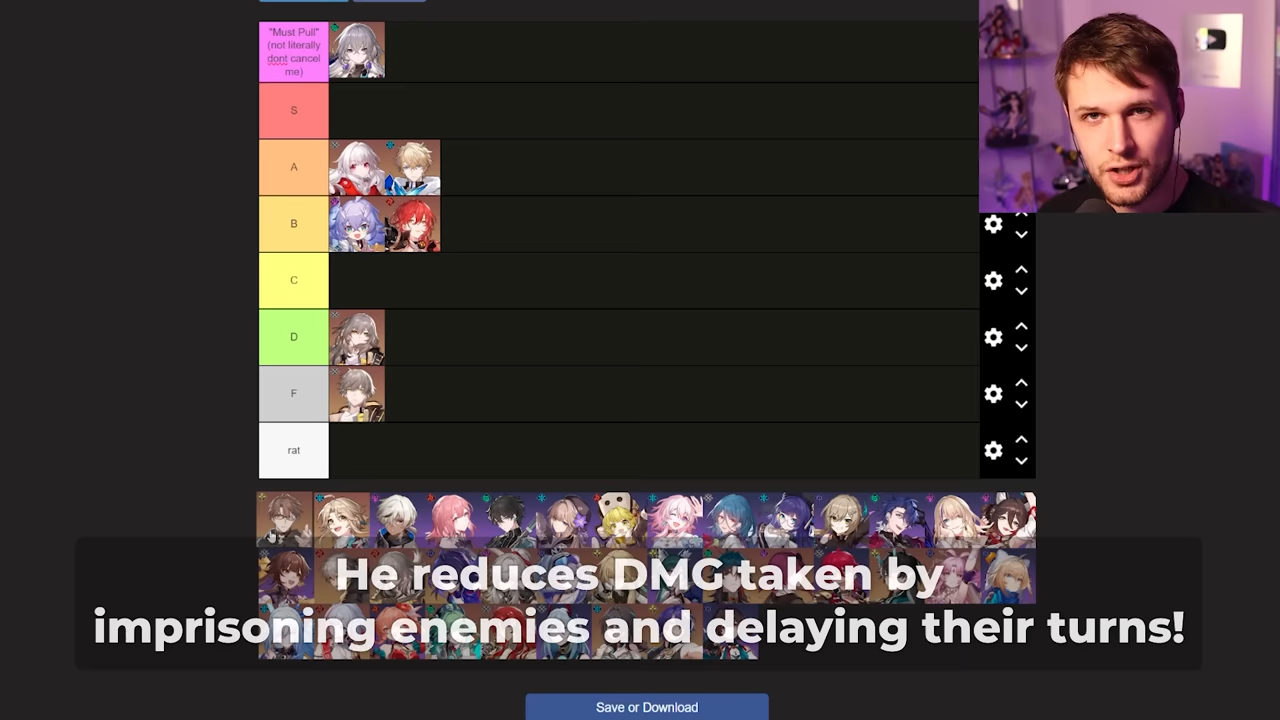 "Must Pull"
(not literally
dont cancel
me)
S
A
B
C
D
F
rat
He reduces DMG taken by
imprisoning enemies and delaying their turns!
Save or Download